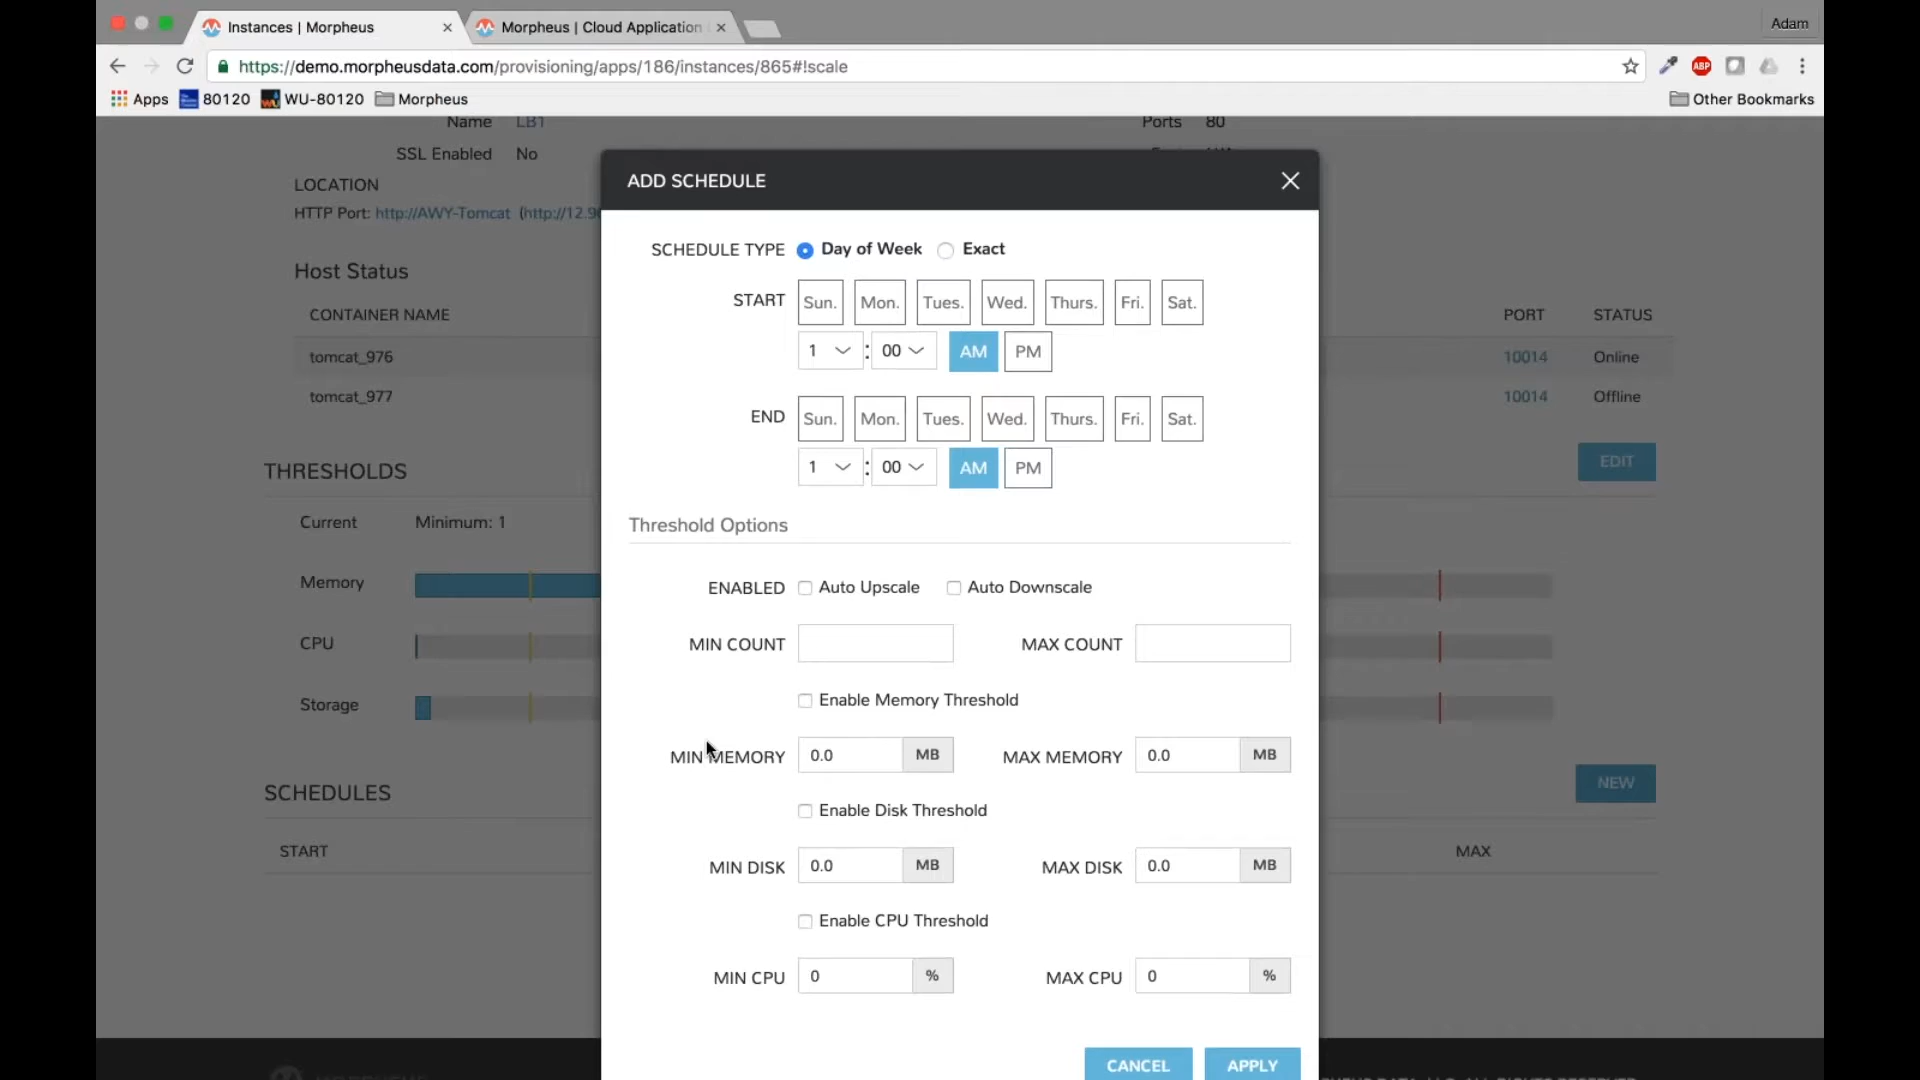 Instances | Morpheus
Morpheus | Cloud Application
Adam
https://demo.morpheusdata.com/provisioning/apps/186/instances/865#!scale
ABP
Apps 80120 WU-80120 Morpheus Other Bookmarks
Name LB1 Ports 80
SSL Enabled No
LOCATION
HTTP Port: http://AWY-Tomcat (http://12.96
Host Status
CONTAINER NAME PORT STATUS
tomcat_976 10014 Online
tomcat_977 10014 Offline
THRESHOLDS EDIT
Current Minimum: 1
Memory
CPU
Storage
SCHEDULES NEW
START MAX
ADD SCHEDULE
SCHEDULE TYPE Day of Week Exact
START Sun. Mon. Tues. Wed. Thurs. Fri. Sat.
1 : 00 AM PM
END Sun. Mon. Tues. Wed. Thurs. Fri. Sat.
1 : 00 AM PM
Threshold Options
ENABLED Auto Upscale Auto Downscale
MIN COUNT MAX COUNT
Enable Memory Threshold
MIN MEMORY 0.0 MB MAX MEMORY 0.0 MB
Enable Disk Threshold
MIN DISK 0.0 MB MAX DISK 0.0 MB
Enable CPU Threshold
MIN CPU 0 % MAX CPU 0 %
CANCEL APPLY